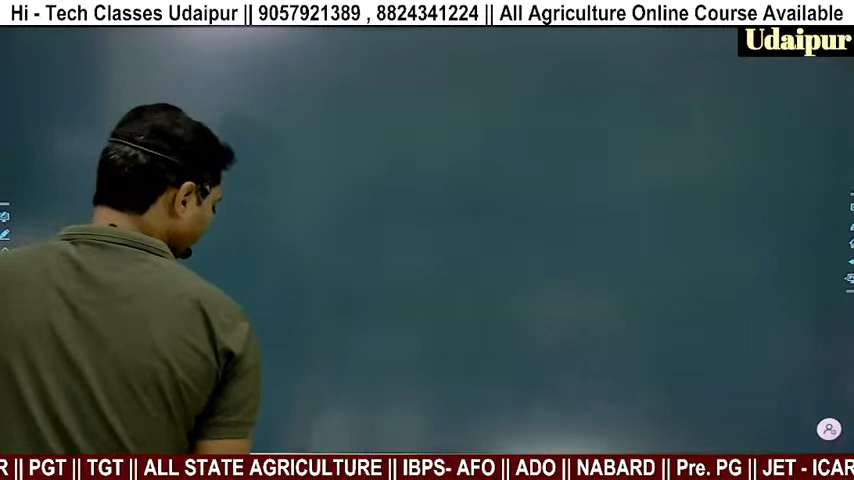 Hi - Tech Classes Udaipur || 9057921389 , 8824341224 || All Agriculture Online Course Available
Udaipur
R || PGT || TGT || ALL STATE AGRICULTURE || IBPS- AFO || ADO || NABARD || Pre. PG || JET - ICAR